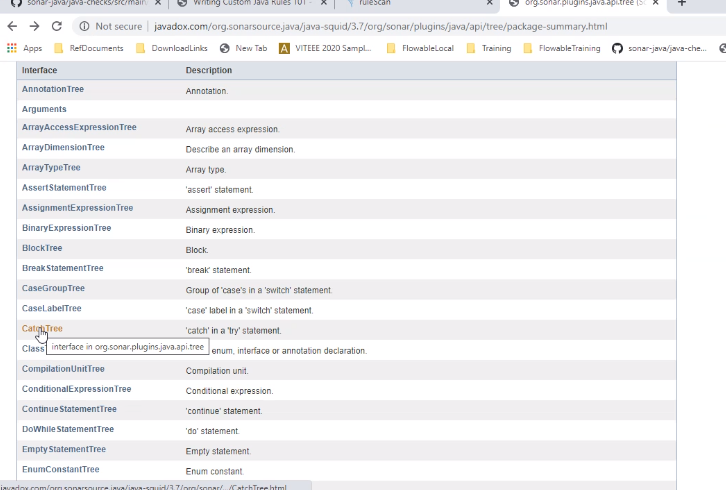 sonar-java/java-checks/src/main
Writing Custom Java Rules 101 -
ruleScan
org.sonar.plugins.java.api.tree (So
Not secure | javadox.com/org.sonarsource.java/java-squid/3.7/org/sonar/plugins/java/api/tree/package-summary.html
Apps RefDocuments DownloadLinks New Tab VITEEE 2020 Sampl... FlowableLocal Training FlowableTraining sonar-java/java-che...
Interface Description
AnnotationTree Annotation.
Arguments
ArrayAccessExpressionTree Array access expression.
ArrayDimensionTree Describe an array dimension.
ArrayTypeTree Array type.
AssertStatementTree 'assert' statement.
AssignmentExpressionTree Assignment expression.
BinaryExpressionTree Binary expression.
BlockTree Block.
BreakStatementTree 'break' statement.
CaseGroupTree Group of 'case's in a 'switch' statement.
CaseLabelTree 'case' label in a 'switch' statement.
CatchTree 'catch' in a 'try' statement.
interface in org.sonar.plugins.java.api.tree
Class enum, interface or annotation declaration.
CompilationUnitTree Compilation unit.
ConditionalExpressionTree Conditional expression.
ContinueStatementTree 'continue' statement.
DoWhileStatementTree 'do' statement.
EmptyStatementTree Empty statement.
EnumConstantTree Enum constant.
javadox.com/org.sonarsource.java/java-squid/3.7/org/sonar/.../CatchTree.html